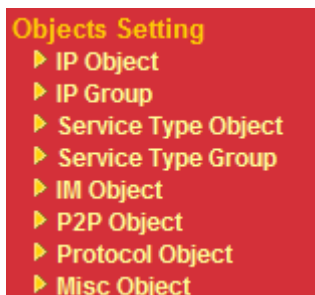 Objects Setting
IP Object
IP Group
Service Type Object
Service Type Group
IM Object
P2P Object
Protocol Object
Misc Object